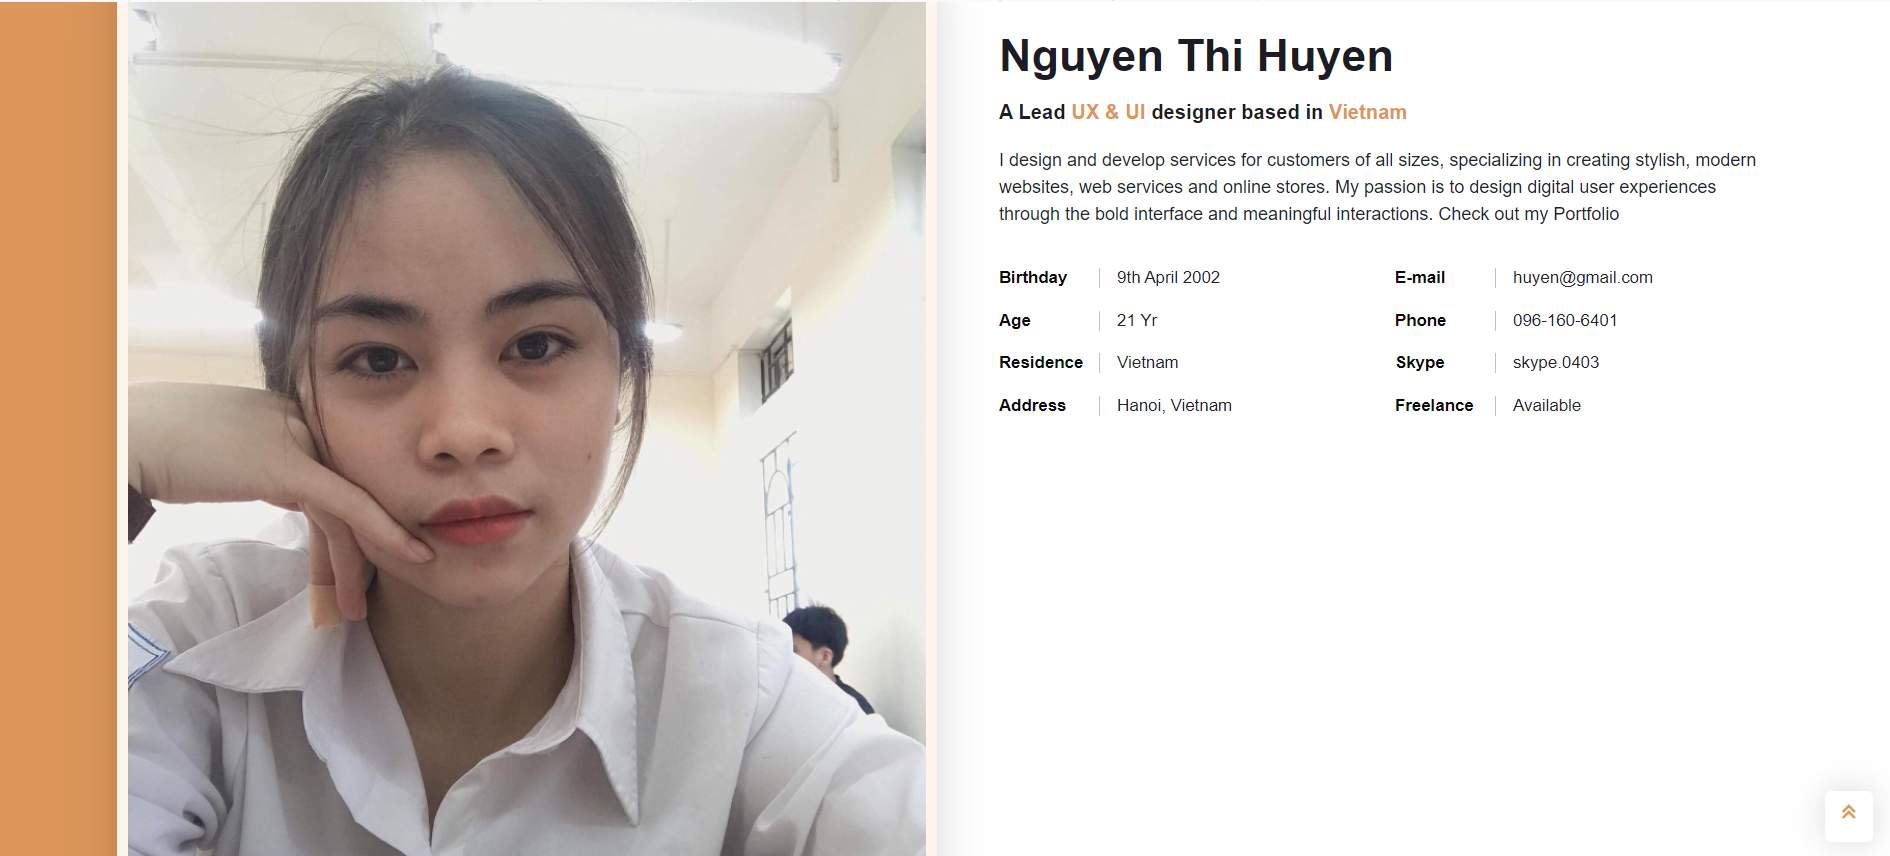 Nguyen Thi Huyen
A Lead UX & UI designer based in Vietnam
I design and develop services for customers of all sizes, specializing in creating stylish, modern
websites, web services and online stores. My passion is to design digital user experiences
through the bold interface and meaningful interactions. Check out my Portfolio
Birthday 9th April 2002
Age 21 Yr
Residence Vietnam
Address Hanoi, Vietnam
E-mail huyen@gmail.com
Phone 096-160-6401
Skype skype.0403
Freelance Available